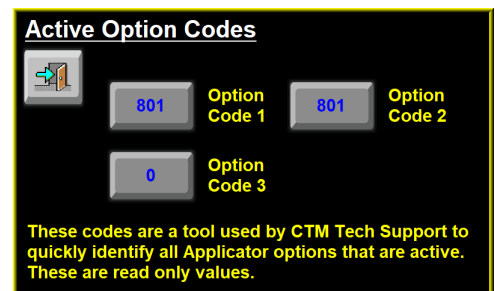 Active Option Codes
801
Option
Code 1
801
Option
Code 2
0
Option
Code 3
These codes are a tool used by CTM Tech Support to
quickly identify all Applicator options that are active.
These are read only values.